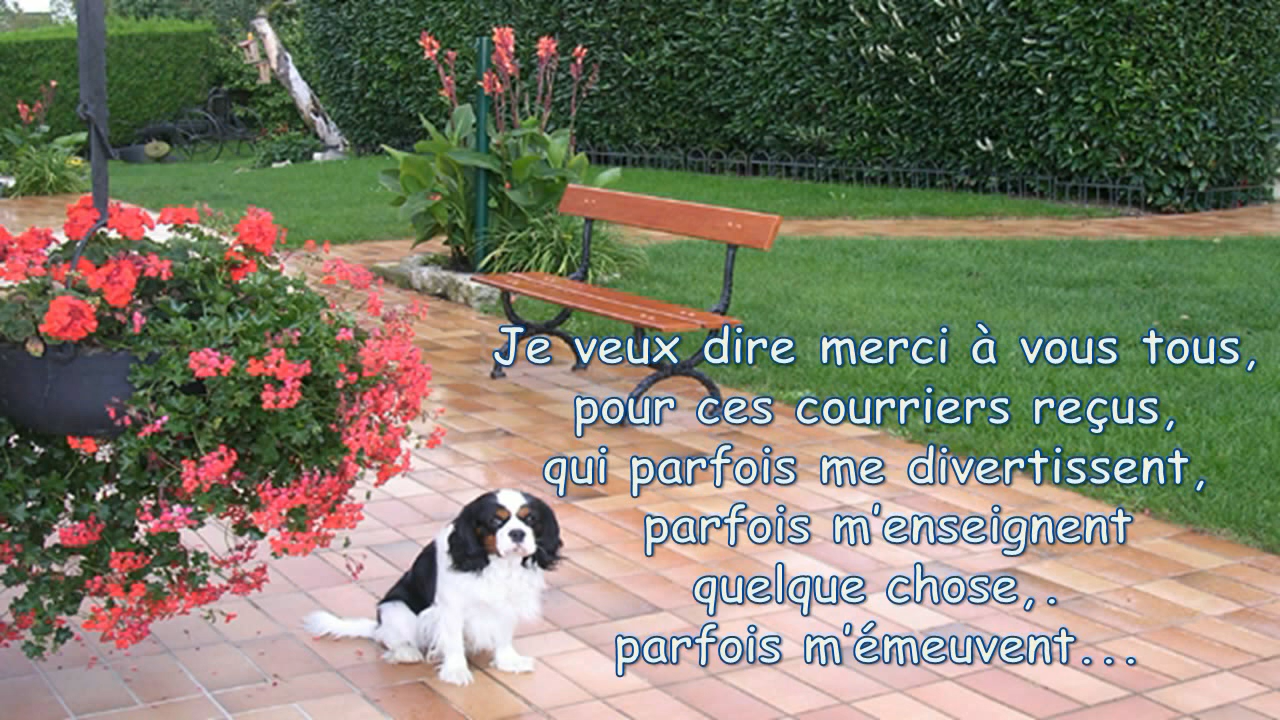 Je veux dire merci à vous tous,
pour ces courriers reçus,
qui parfois me divertissent,
parfois m'enseignent
quelque chose,.
parfois m'émeuvent...